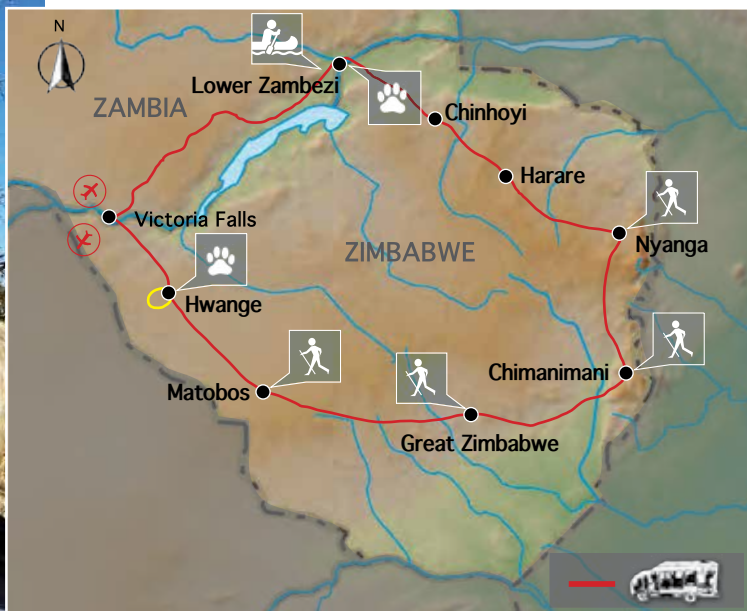 N
Lower Zambezi
ZAMBIA
Chinhoyi
Harare
Victoria Falls
Nyanga
ZIMBABWE
Hwange
Chimanimani
Matobos
Great Zimbabwe